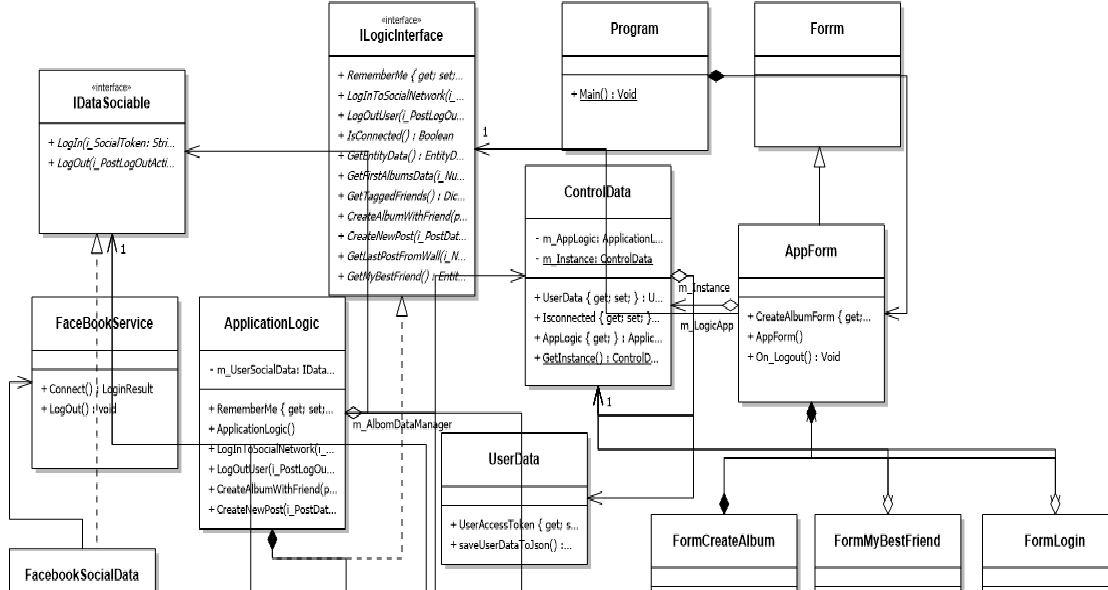 «interface»
IDataSociable
+ LogIn(i_SocialToken: Stri...
+ LogOut(i_PostLogOutActi...
«interface»
ILogicInterface
+ RememberMe { get; set;...
+ LogInToSocialNetwork(i_...
+ LogOutUser(i_PostLogOu...
+ IsConnected() : Boolean
+ GetEntityData() : EntityD...
+ GetFirstAlbumsData(i_Nu...
+ GetTaggedFriends() : Dic...
+ CreateAlbumWithFriend(p...
+ CreateNewPost(i_PostDat...
+ GetLastPostFromWall(i_N...
+ GetMyBestFriend() : Entit...
Program
+ Main() : Void
Forrm
1
ControlData
- m_AppLogic: ApplicationL...
- m_Instance: ControlData
+ UserData { get; set; } : U...
+ Isconnected { get; set; }...
+ AppLogic { get; } : Applic...
+ GetInstance() : ControlD...
m_Instance
m_LogicApp
AppForm
+ CreateAlbumForm { get;...
+ AppForm()
+ On_Logout() : Void
1
FaceBookService
+ Connect() : LoginResult
+ LogOut() : void
ApplicationLogic
- m_UserSocialData: IData...
+ RememberMe { get; set;...
+ ApplicationLogic()
+ LogInToSocialNetwork(i_...
+ LogOutUser(i_PostLogOu...
+ CreateAlbumWithFriend(p...
+ CreateNewPost(i_PostDat...
m_AlbomDataManager
1
UserData
+ UserAccessToken { get; s...
+ saveUserDataToJson() :...
FormCreateAlbum
FormMyBestFriend
FormLogin
FacebookSocialData